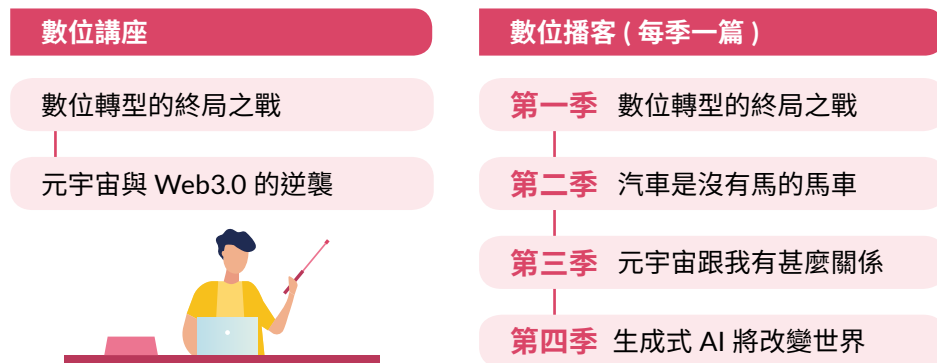 數位講座
數位轉型的終局之戰
元宇宙與 Web3.0 的逆襲
數位播客 ( 每季一篇 )
第一季 數位轉型的終局之戰
第二季 汽車是沒有馬的馬車
第三季 元宇宙跟我有甚麼關係
第四季 生成式 AI 將改變世界